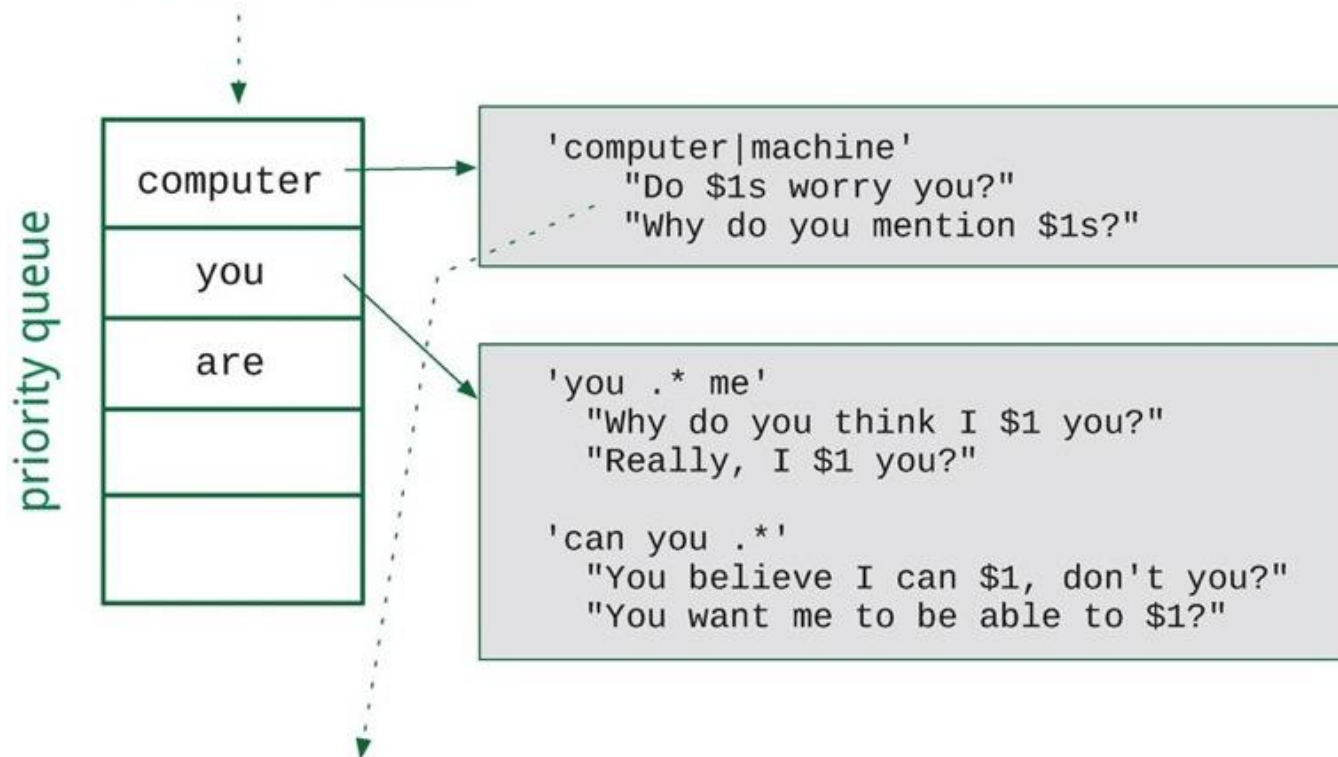 priority queue
computer
you
are
'computer|machine'
"Do $1s worry you?"
"Why do you mention $1s?"
'you .* me'
"Why do you think I $1 you?"
"Really, I $1 you?"
'can you .*'
"You believe I can $1, don't you?"
"You want me to be able to $1?"